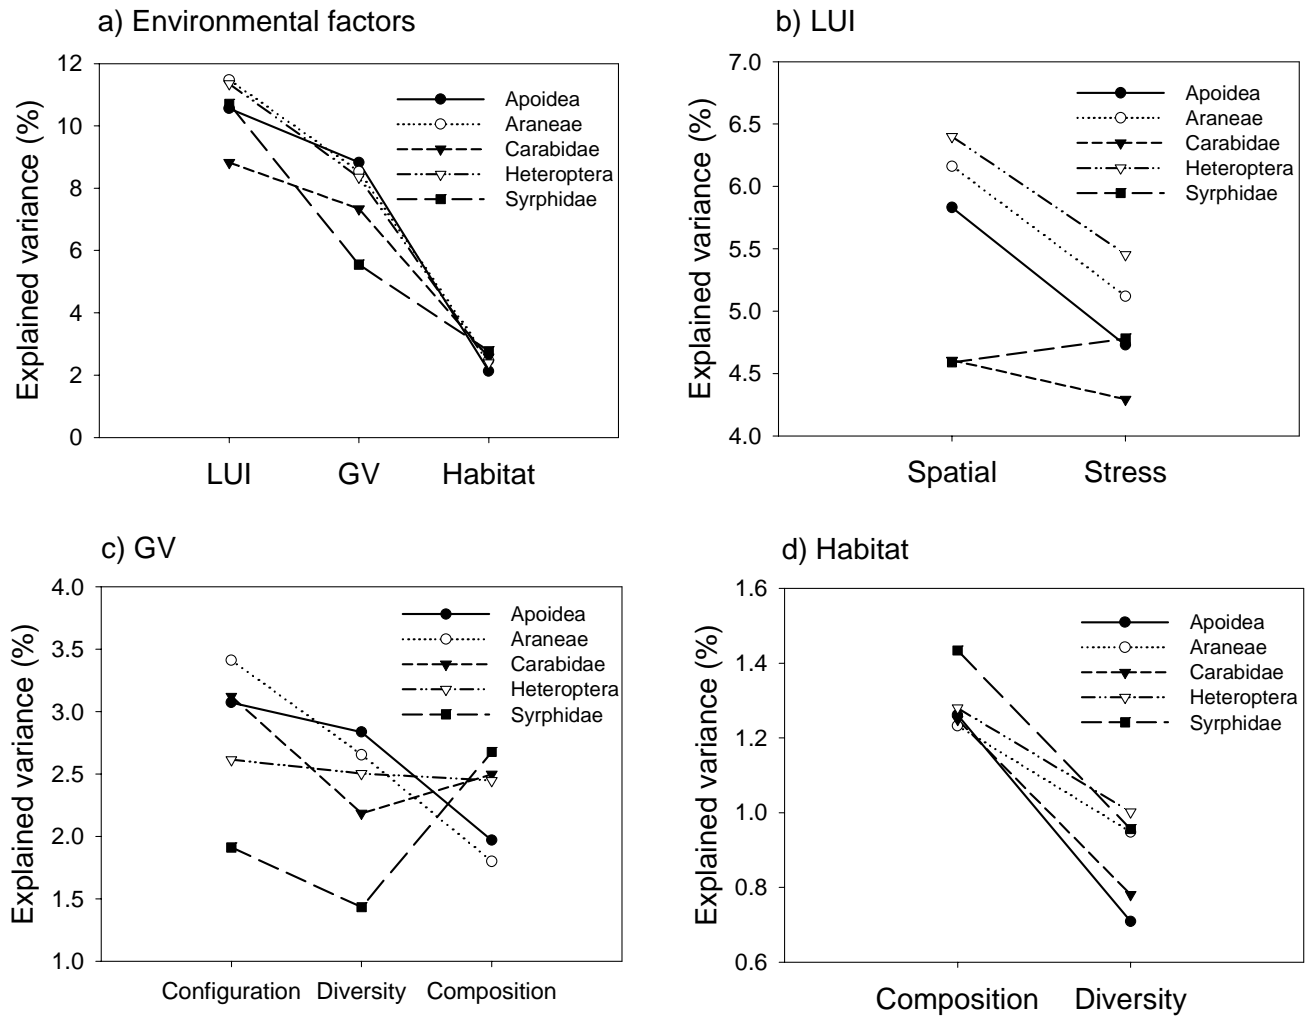 a) Environmental factors
Explained variance (%)
12
10
8
6
4
2
0
Apoidea
Araneae
Carabidae
Heteroptera
Syrphidae
LUI GV Habitat
b) LUI
Explained variance (%)
7.0
6.5
6.0
5.5
5.0
4.5
4.0
Apoidea
Araneae
Carabidae
Heteroptera
Syrphidae
Spatial Stress
c) GV
Explained variance (%)
4.0
3.5
3.0
2.5
2.0
1.5
1.0
Apoidea
Araneae
Carabidae
Heteroptera
Syrphidae
Configuration Diversity Composition
d) Habitat
Explained variance (%)
1.6
1.4
1.2
1.0
0.8
0.6
Apoidea
Araneae
Carabidae
Heteroptera
Syrphidae
Composition Diversity